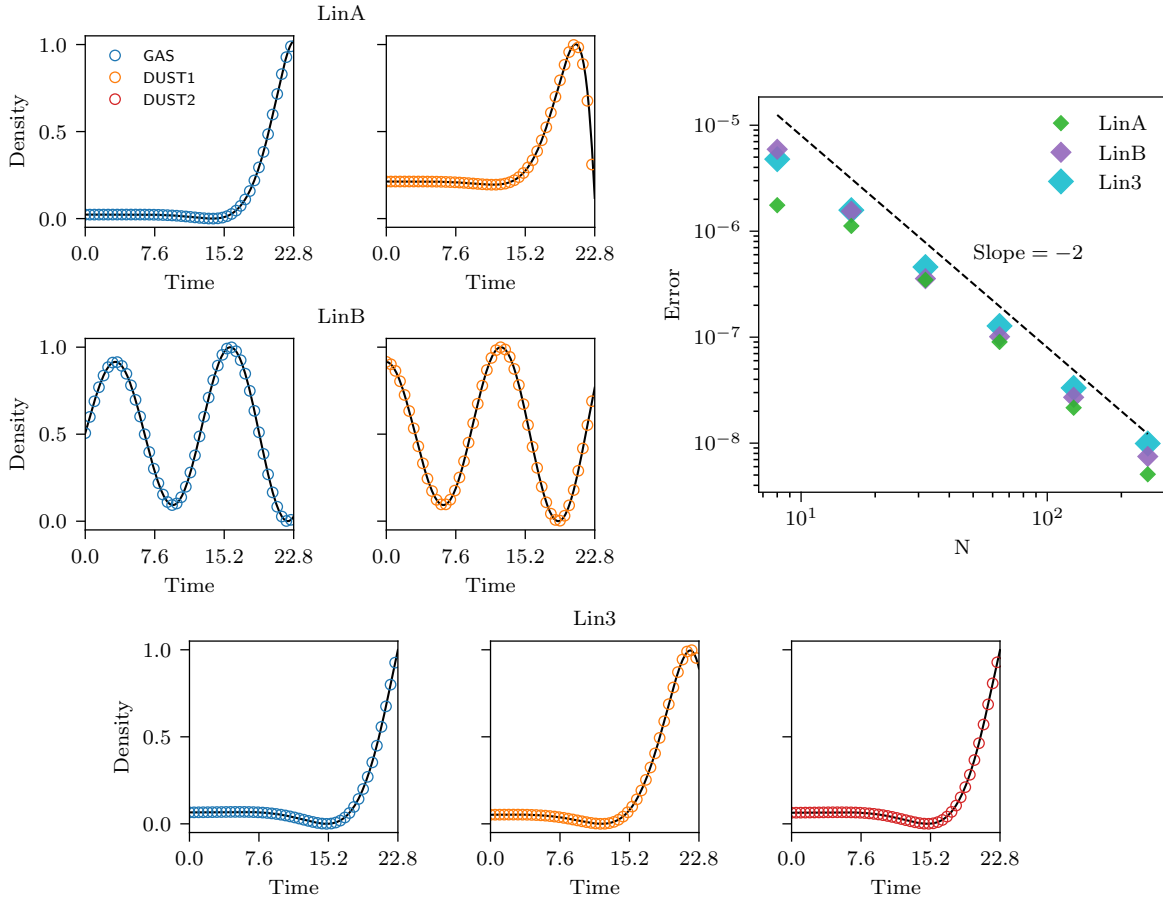 LinA
1.0
0.5
0.0
Density
GAS
DUST1
DUST2
0.0 7.6 15.2 22.8
Time
0.0 7.6 15.2 22.8
Time
LinB
1.0
0.5
0.0
Density
0.0 7.6 15.2 22.8
Time
0.0 7.6 15.2 22.8
Time
10⁻⁵
10⁻⁶
10⁻⁷
10⁻⁸
Error
LinA
LinB
Lin3
Slope = −2
10¹ 10²
N
Lin3
1.0
0.5
0.0
Density
0.0 7.6 15.2 22.8
Time
0.0 7.6 15.2 22.8
Time
0.0 7.6 15.2 22.8
Time